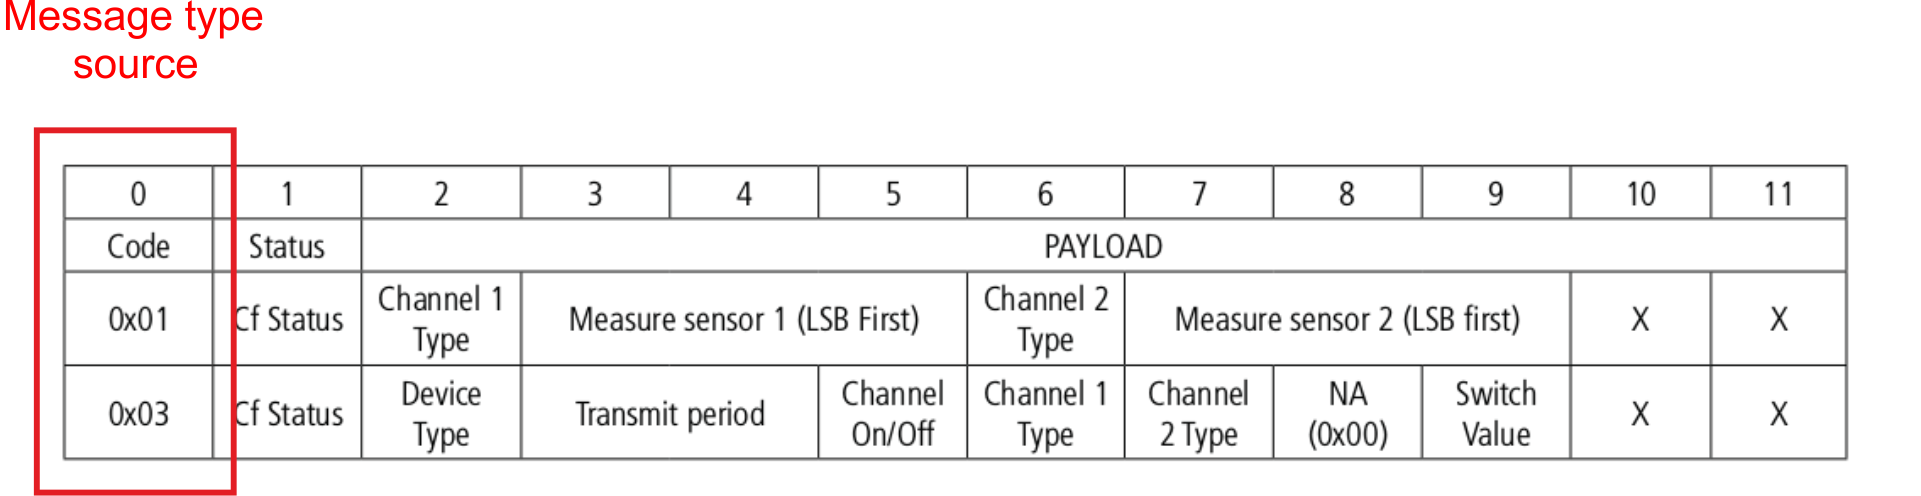 Message type
source
0 1 2 3 4 5 6 7 8 9 10 11
Code Status PAYLOAD
0x01 Cf Status Channel 1 Type Measure sensor 1 (LSB First) Channel 2 Type Measure sensor 2 (LSB first) X X
0x03 Cf Status Device Type Transmit period Channel On/Off Channel 1 Type Channel 2 Type NA (0x00) Switch Value X X